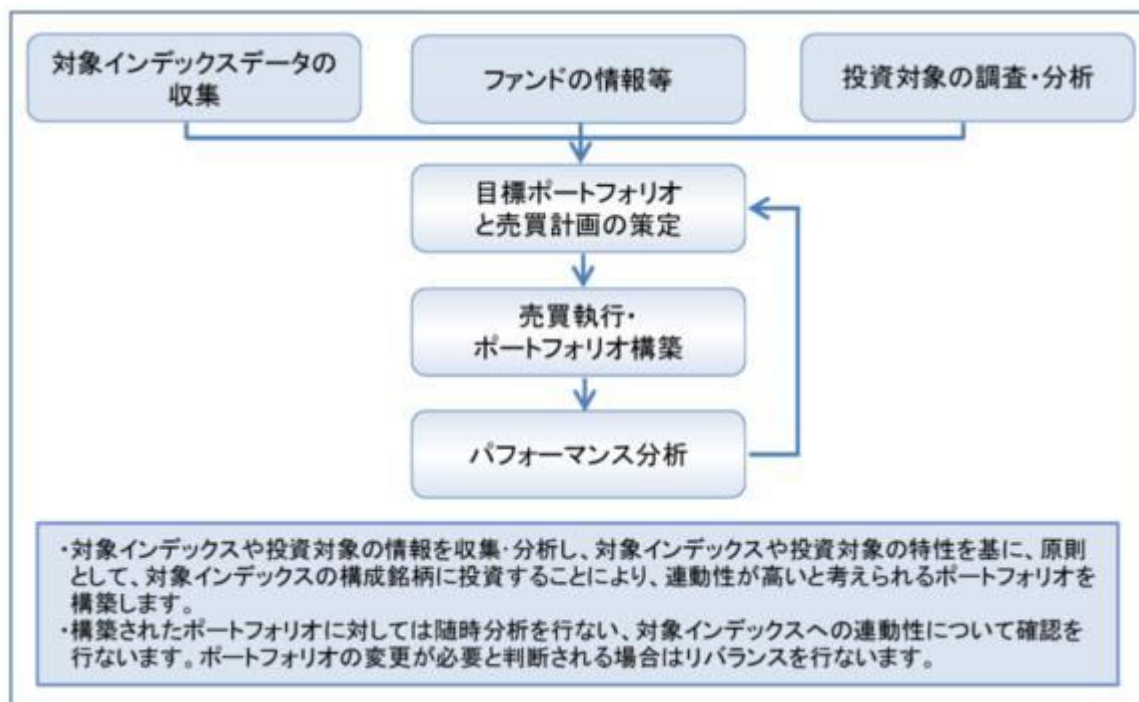 対象インデックスデータの
収集
ファンドの情報等
投資対象の調査・分析
目標ポートフォリオ
と売買計画の策定
売買執行・
ポートフォリオ構築
パフォーマンス分析
・対象インデックスや投資対象の情報を収集・分析し、対象インデックスや投資対象の特性を基に、原則
として、対象インデックスの構成銘柄に投資することにより、連動性が高いと考えられるポートフォリオを
構築します。
・構築されたポートフォリオに対しては随時分析を行ない、対象インデックスへの連動性について確認を
行ないます。ポートフォリオの変更が必要と判断される場合はリバランスを行ないます。